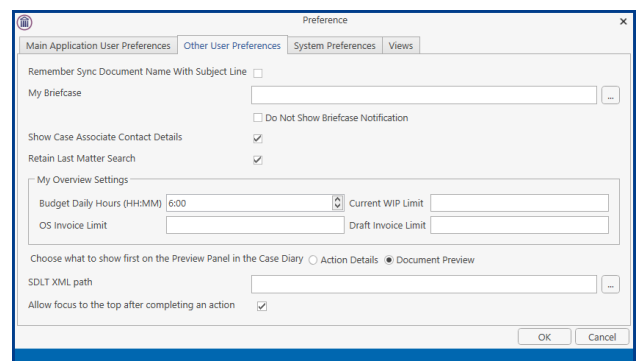 Preference
Main Application User Preferences Other User Preferences System Preferences Views
Remember Sync Document Name With Subject Line
My Briefcase ...
Do Not Show Briefcase Notification
Show Case Associate Contact Details
Retain Last Matter Search
My Overview Settings
Budget Daily Hours (HH:MM) 6:00 Current WIP Limit
OS Invoice Limit Draft Invoice Limit
Choose what to show first on the Preview Panel in the Case Diary Action Details Document Preview
SDLT XML path ...
Allow focus to the top after completing an action
OK Cancel